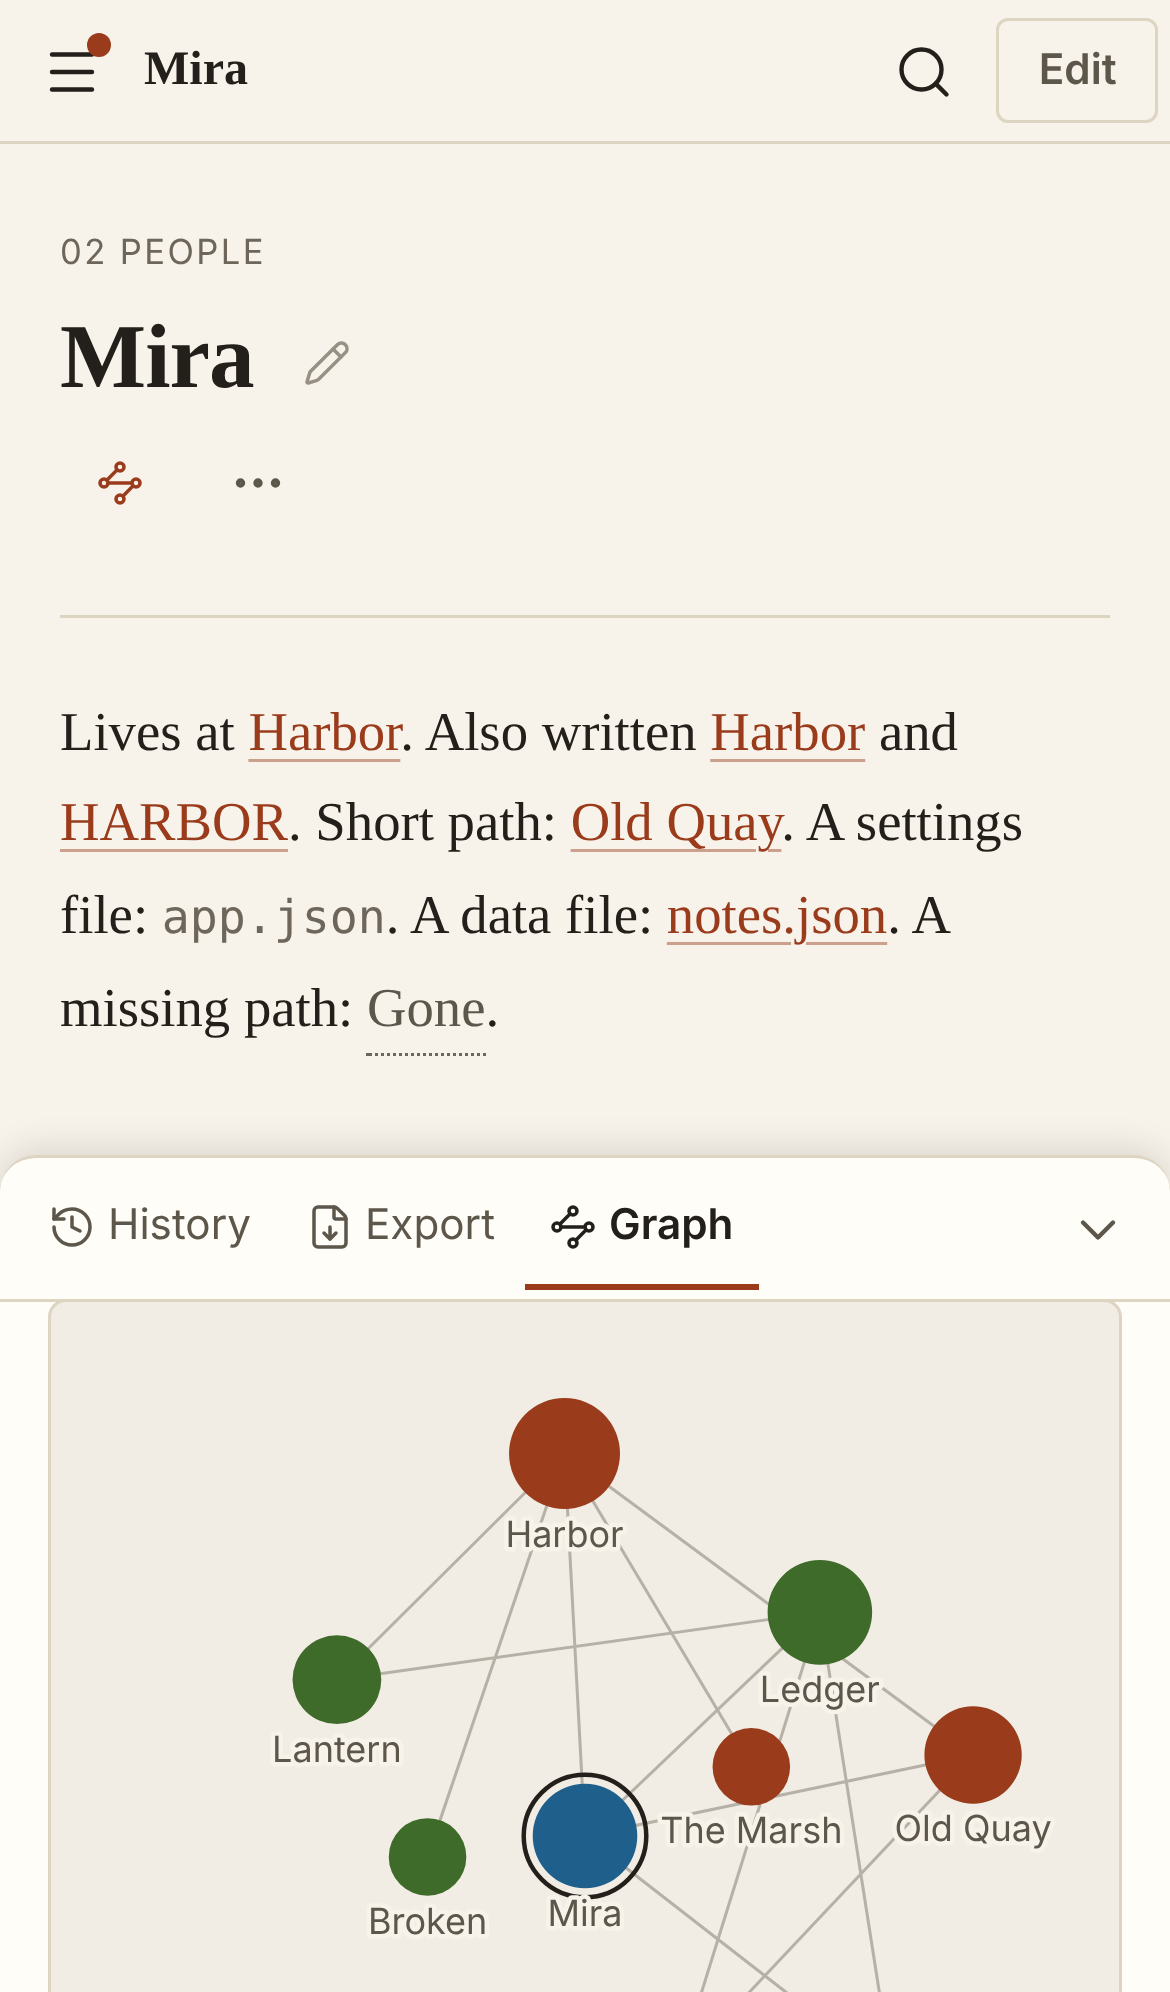 Mira
Edit
02 PEOPLE
Mira
Lives at Harbor. Also written Harbor and
HARBOR. Short path: Old Quay. A settings
file: app.json. A data file: notes.json. A
missing path: Gone.
History
Export
Graph
Harbor
Ledger
Lantern
The Marsh
Old Quay
Mira
Broken